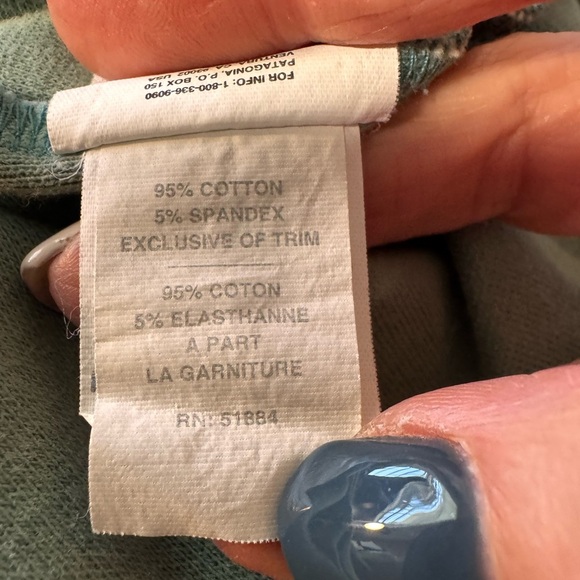 FOR INFO: 1-800-336-9090
PATAGONIA, P.O. BOX 150
VENTURA, CA 93002 USA
95% COTTON
5% SPANDEX
EXCLUSIVE OF TRIM
95% COTON
5% ELASTHANNE
A PART
LA GARNITURE
RN: 51884